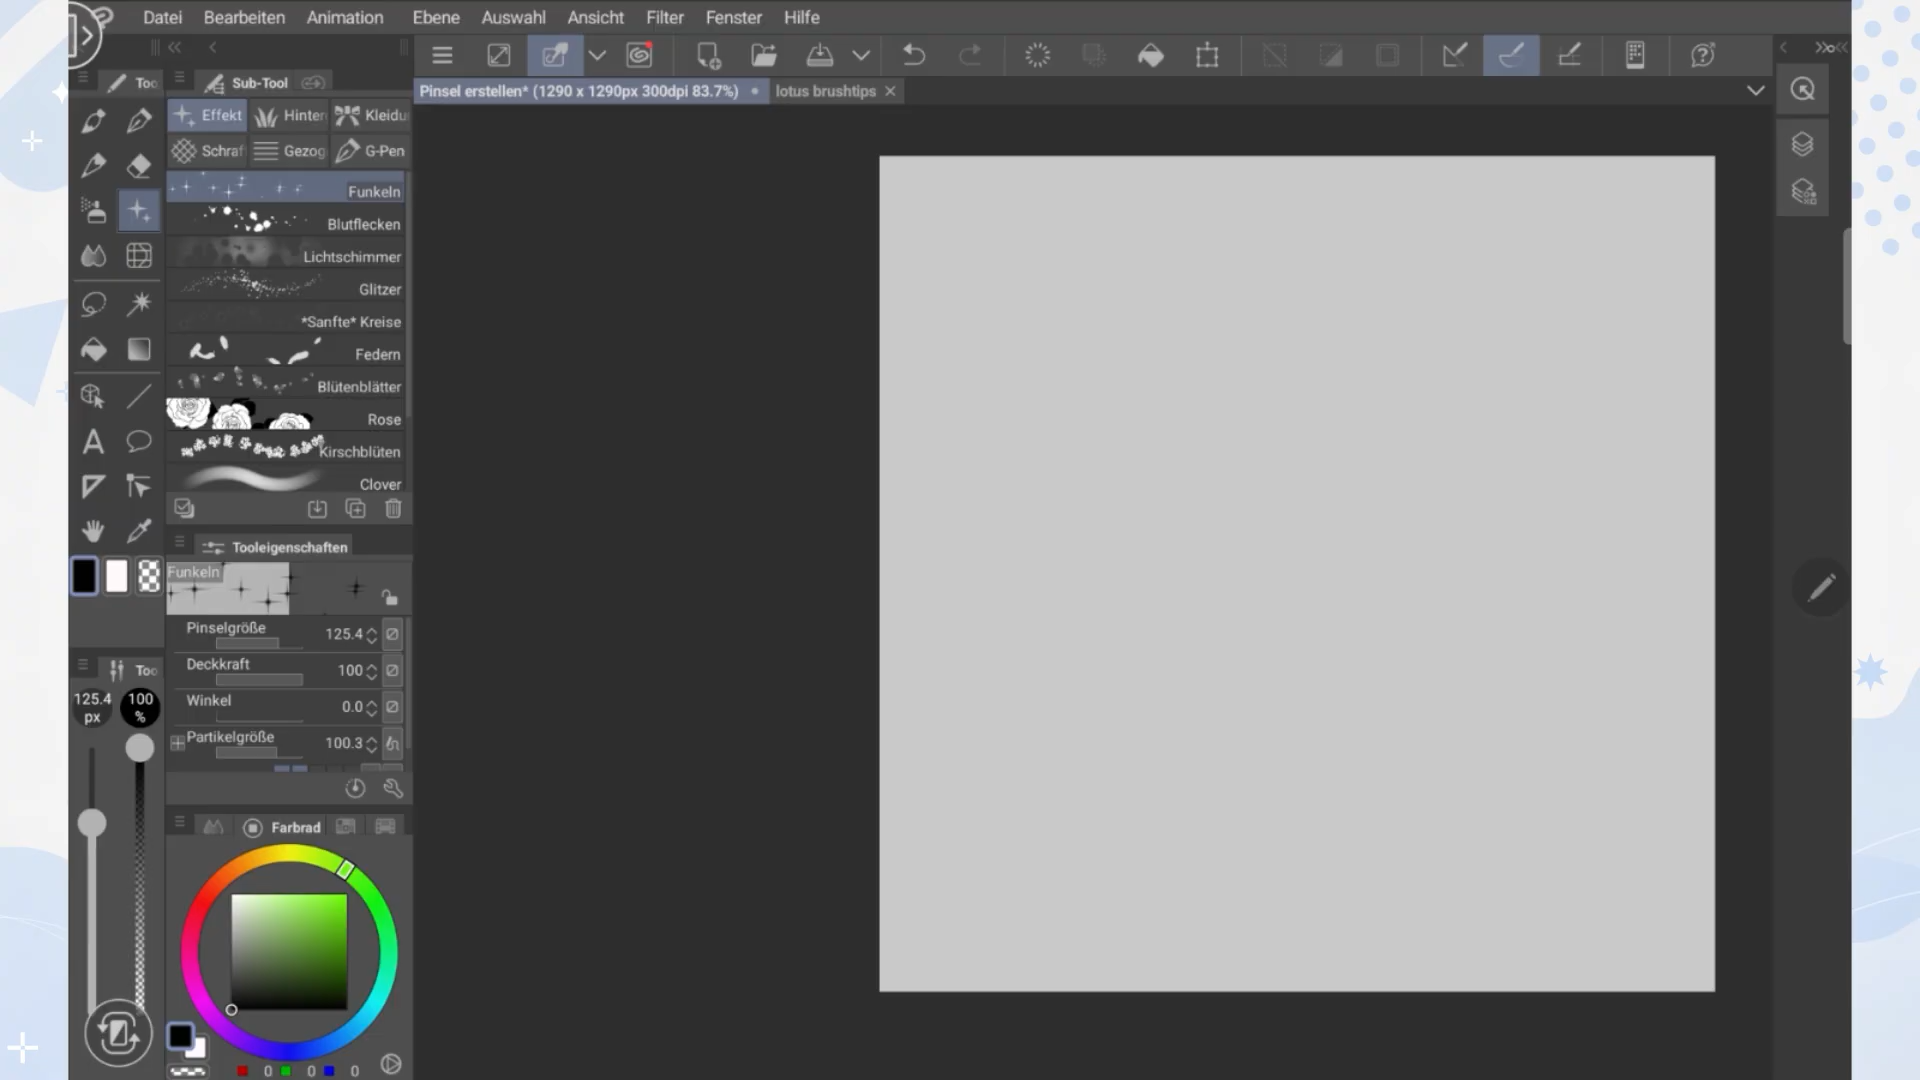 Datei Bearbeiten Animation Ebene Auswahl Ansicht Filter Fenster Hilfe
Too
Sub-Tool
Pinsel erstellen* (1290 x 1290px 300dpi 83.7%)
lotus brushtips
Effekt Hinter Kleidu
Schraf Gezog G-Pen
Funkeln
Blutflecken
Lichtschimmer
Glitzer
*Sanfte* Kreise
Federn
Blütenblätter
Rose
Kirschblüten
Clover
Tooleigenschaften
Funkeln
Pinselgröße 125.4
Deckkraft 100
Winkel 0.0
Partikelgröße 100.3
Too
125.4 px
100 %
Farbrad
0 0 0